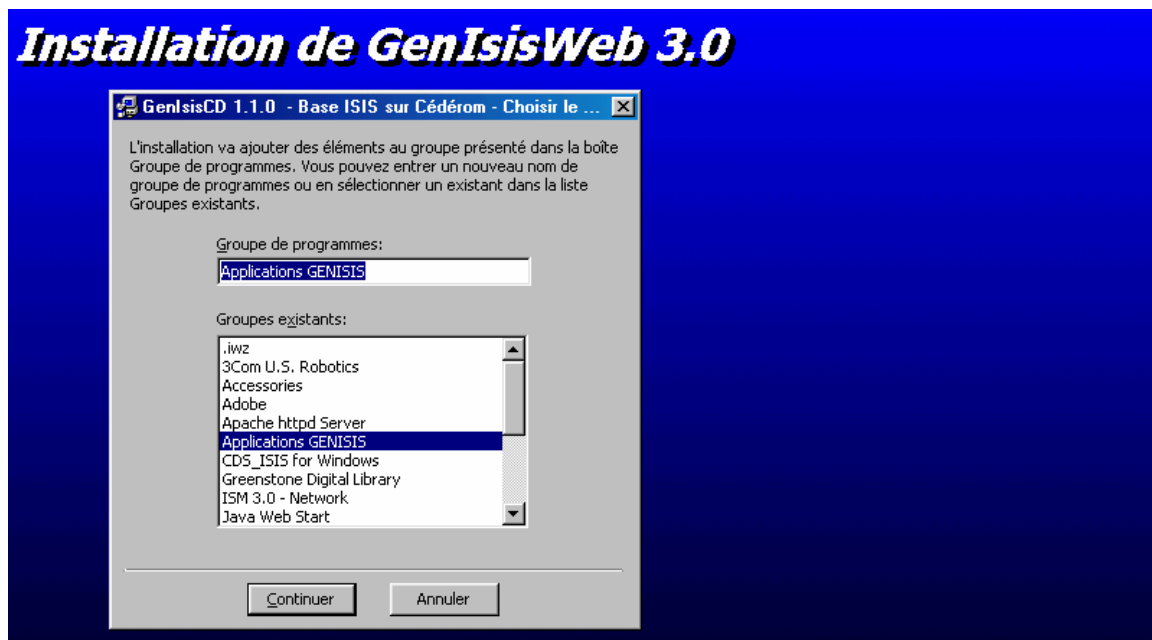 Installation de GenIsisWeb 3.0
GenIsisCD 1.1.0 - Base ISIS sur Cédérom - Choisir le ...
L'installation va ajouter des éléments au groupe présenté dans la boîte
Groupe de programmes. Vous pouvez entrer un nouveau nom de
groupe de programmes ou en sélectionner un existant dans la liste
Groupes existants.
Groupe de programmes:
Applications GENISIS
Groupes existants:
.iwz
3Com U.S. Robotics
Accessories
Adobe
Apache httpd Server
Applications GENISIS
CDS_ISIS for Windows
Greenstone Digital Library
ISM 3.0 - Network
Java Web Start
Continuer
Annuler